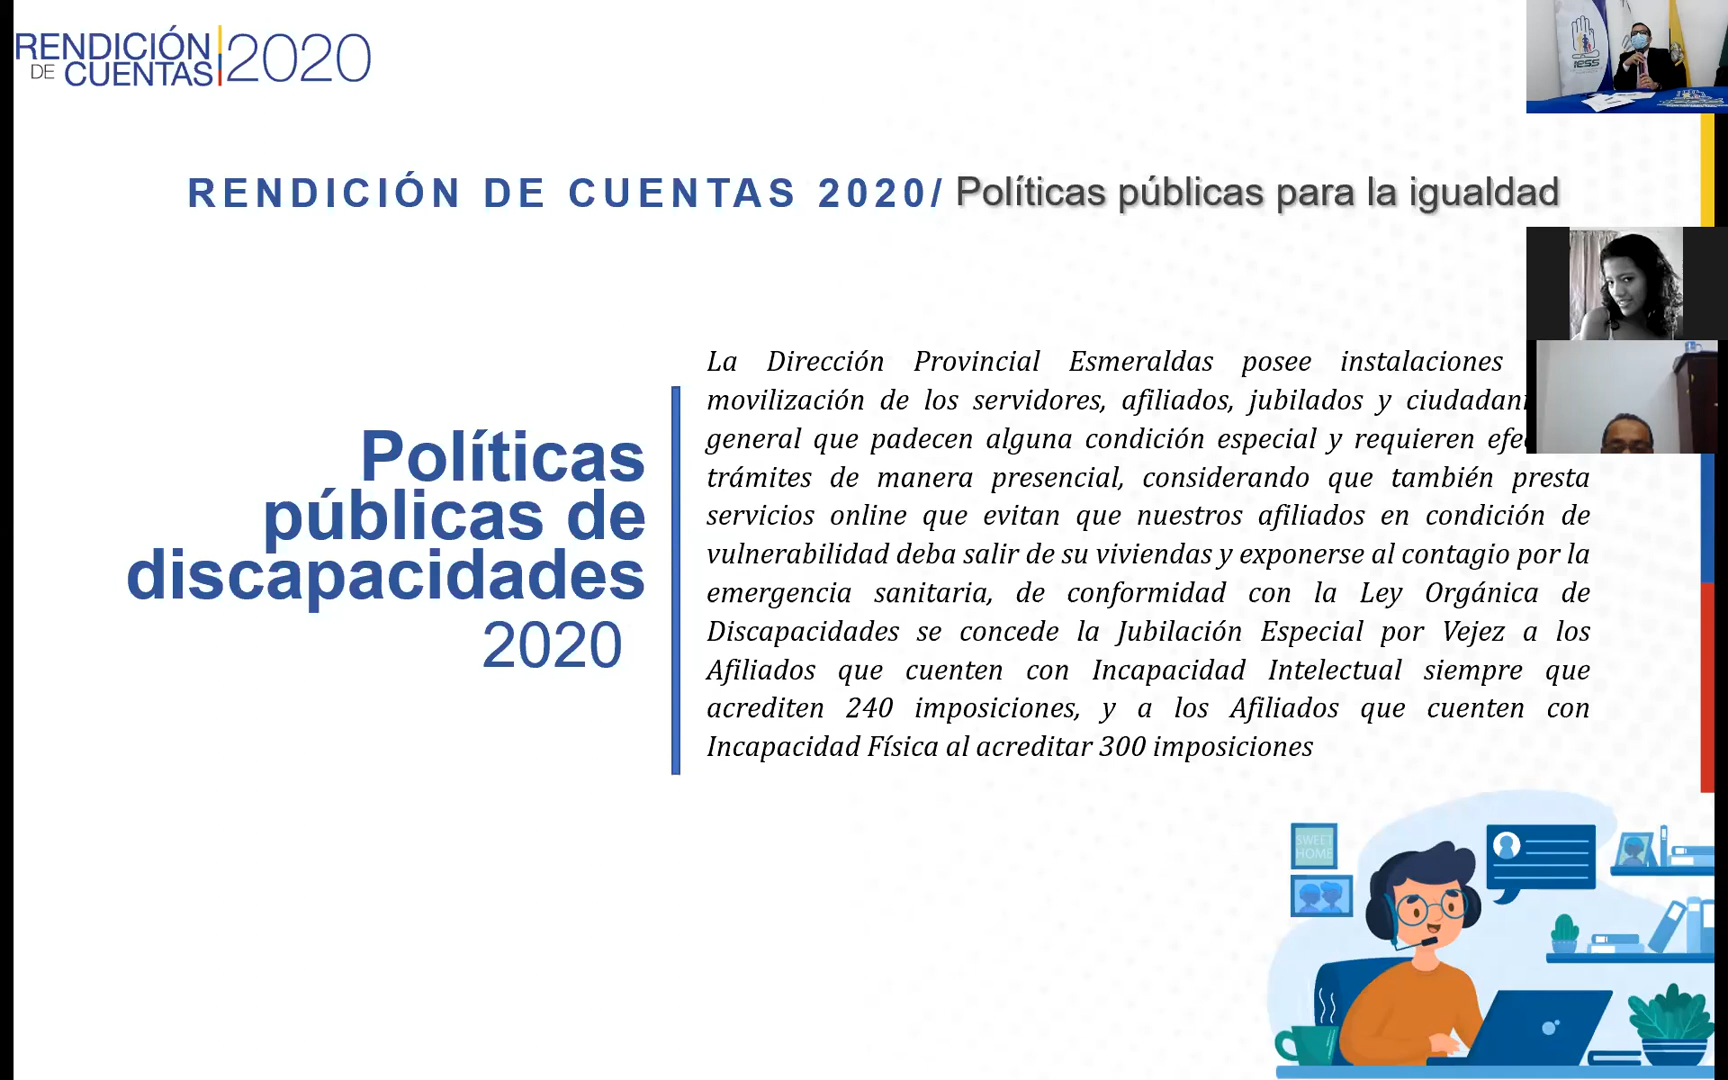 RENDICIÓN
DE CUENTAS 2020
iess
RENDICIÓN DE CUENTAS 2020/ Políticas públicas para la igualdad
Políticas
públicas de
discapacidades
2020
La Dirección Provincial Esmeraldas posee instalaciones
movilización de los servidores, afiliados, jubilados y
general que padecen alguna condición especial y requieren
trámites de manera presencial, considerando que también presta
servicios online que evitan que nuestros afiliados en condición de
vulnerabilidad deba salir de su viviendas y exponerse al contagio por la
emergencia sanitaria, de conformidad con la Ley Orgánica de
Discapacidades se concede la Jubilación Especial por Vejez a los
Afiliados que cuenten con Incapacidad Intelectual siempre que
acrediten 240 imposiciones, y a los Afiliados que cuenten con
Incapacidad Física al acreditar 300 imposiciones
SWEET
HOME